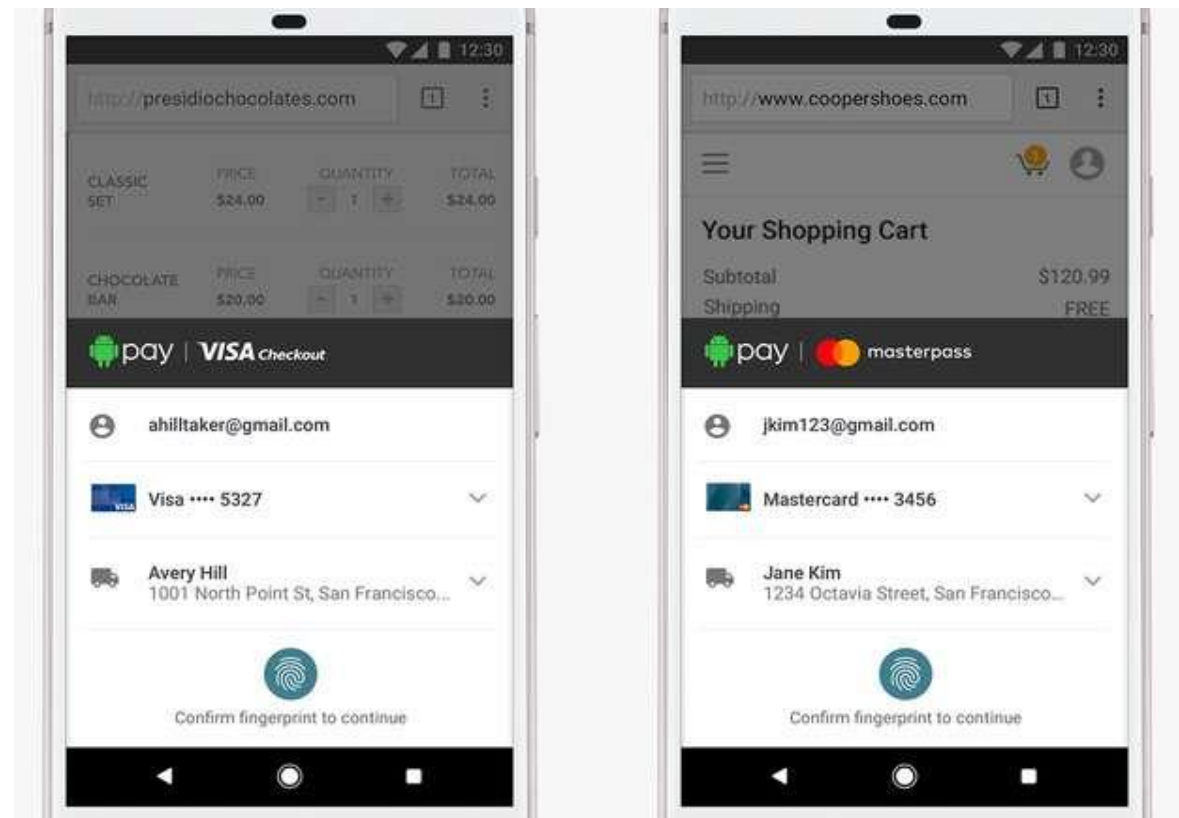 12:30
http://presidiochocolates.com
1
CLASSIC SET
PRICE
$24.00
QUANTITY
- 1 +
TOTAL
$24.00
CHOCOLATE BAR
PRICE
$20.00
QUANTITY
- 1 +
TOTAL
$20.00
pay | VISA Checkout
ahilltaker@gmail.com
VISA
Visa •••• 5327
Avery Hill
1001 North Point St, San Francisco...
Confirm fingerprint to continue
12:30
http://www.coopershoes.com
1
Your Shopping Cart
Subtotal $120.99
Shipping FREE
pay | masterpass
jkim123@gmail.com
Mastercard •••• 3456
Jane Kim
1234 Octavia Street, San Francisco...
Confirm fingerprint to continue